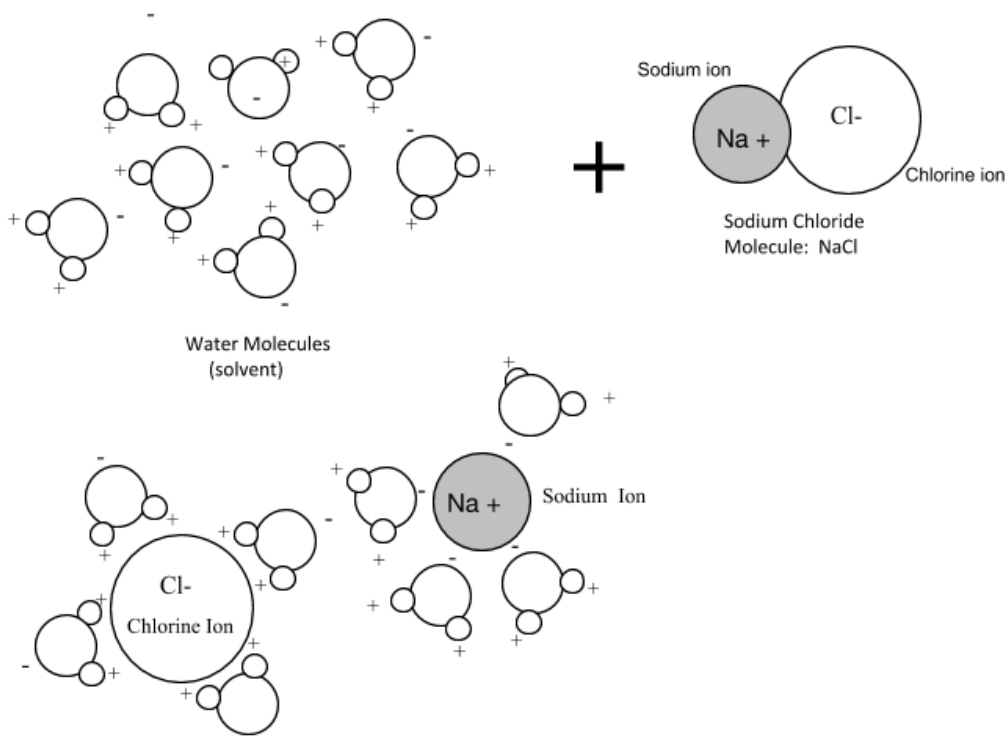 Sodium ion
Na +
Cl-
Chlorine ion
Sodium Chloride
Molecule: NaCl
+
Water Molecules
(solvent)
Na +
Sodium Ion
Cl-
Chlorine Ion